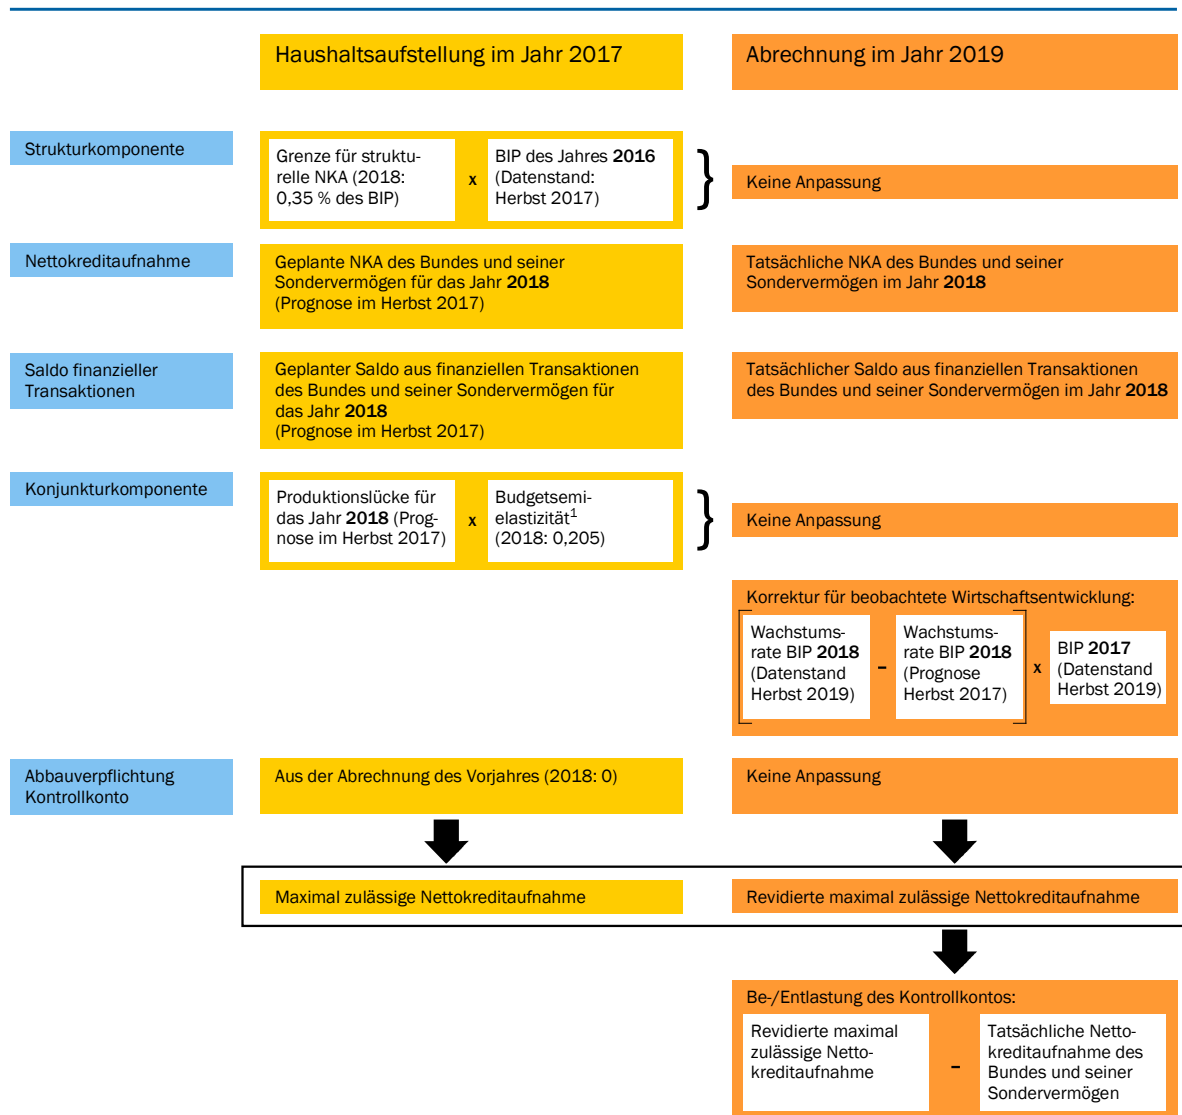 Haushaltsaufstellung im Jahr 2017
Abrechnung im Jahr 2019
Strukturkomponente
Grenze für struktu-
relle NKA (2018:
0,35 % des BIP)
x
BIP des Jahres 2016
(Datenstand:
Herbst 2017)
}
Keine Anpassung
Nettokreditaufnahme
Geplante NKA des Bundes und seiner
Sondervermögen für das Jahr 2018
(Prognose im Herbst 2017)
Tatsächliche NKA des Bundes und seiner
Sondervermögen im Jahr 2018
Saldo finanzieller
Transaktionen
Geplanter Saldo aus finanziellen Transaktionen
des Bundes und seiner Sondervermögen für
das Jahr 2018
(Prognose im Herbst 2017)
Tatsächlicher Saldo aus finanziellen Transaktionen
des Bundes und seiner Sondervermögen im Jahr 2018
Konjunkturkomponente
Produktionslücke für
das Jahr 2018 (Prog-
nose im Herbst 2017)
x
Budgetsemi-
elastizität¹
(2018: 0,205)
}
Keine Anpassung
Korrektur für beobachtete Wirtschaftsentwicklung:
Wachstums-
rate BIP 2018
(Datenstand
Herbst 2019)
–
Wachstums-
rate BIP 2018
(Prognose
Herbst 2017)
x
BIP 2017
(Datenstand
Herbst 2019)
Abbauverpflichtung
Kontrollkonto
Aus der Abrechnung des Vorjahres (2018: 0)
Keine Anpassung
Maximal zulässige Nettokreditaufnahme
Revidierte maximal zulässige Nettokreditaufnahme
Be-/Entlastung des Kontrollkontos:
Revidierte maximal
zulässige Netto-
kreditaufnahme
–
Tatsächliche Netto-
kreditaufnahme des
Bundes und seiner
Sondervermögen